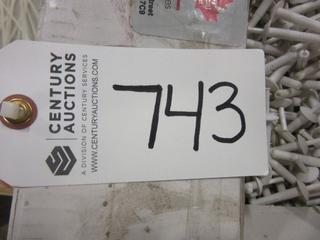 CENTURY
AUCTIONS
A DIVISION OF CENTURY SERVICES
WWW.CENTURYAUCTIONS.COM
743